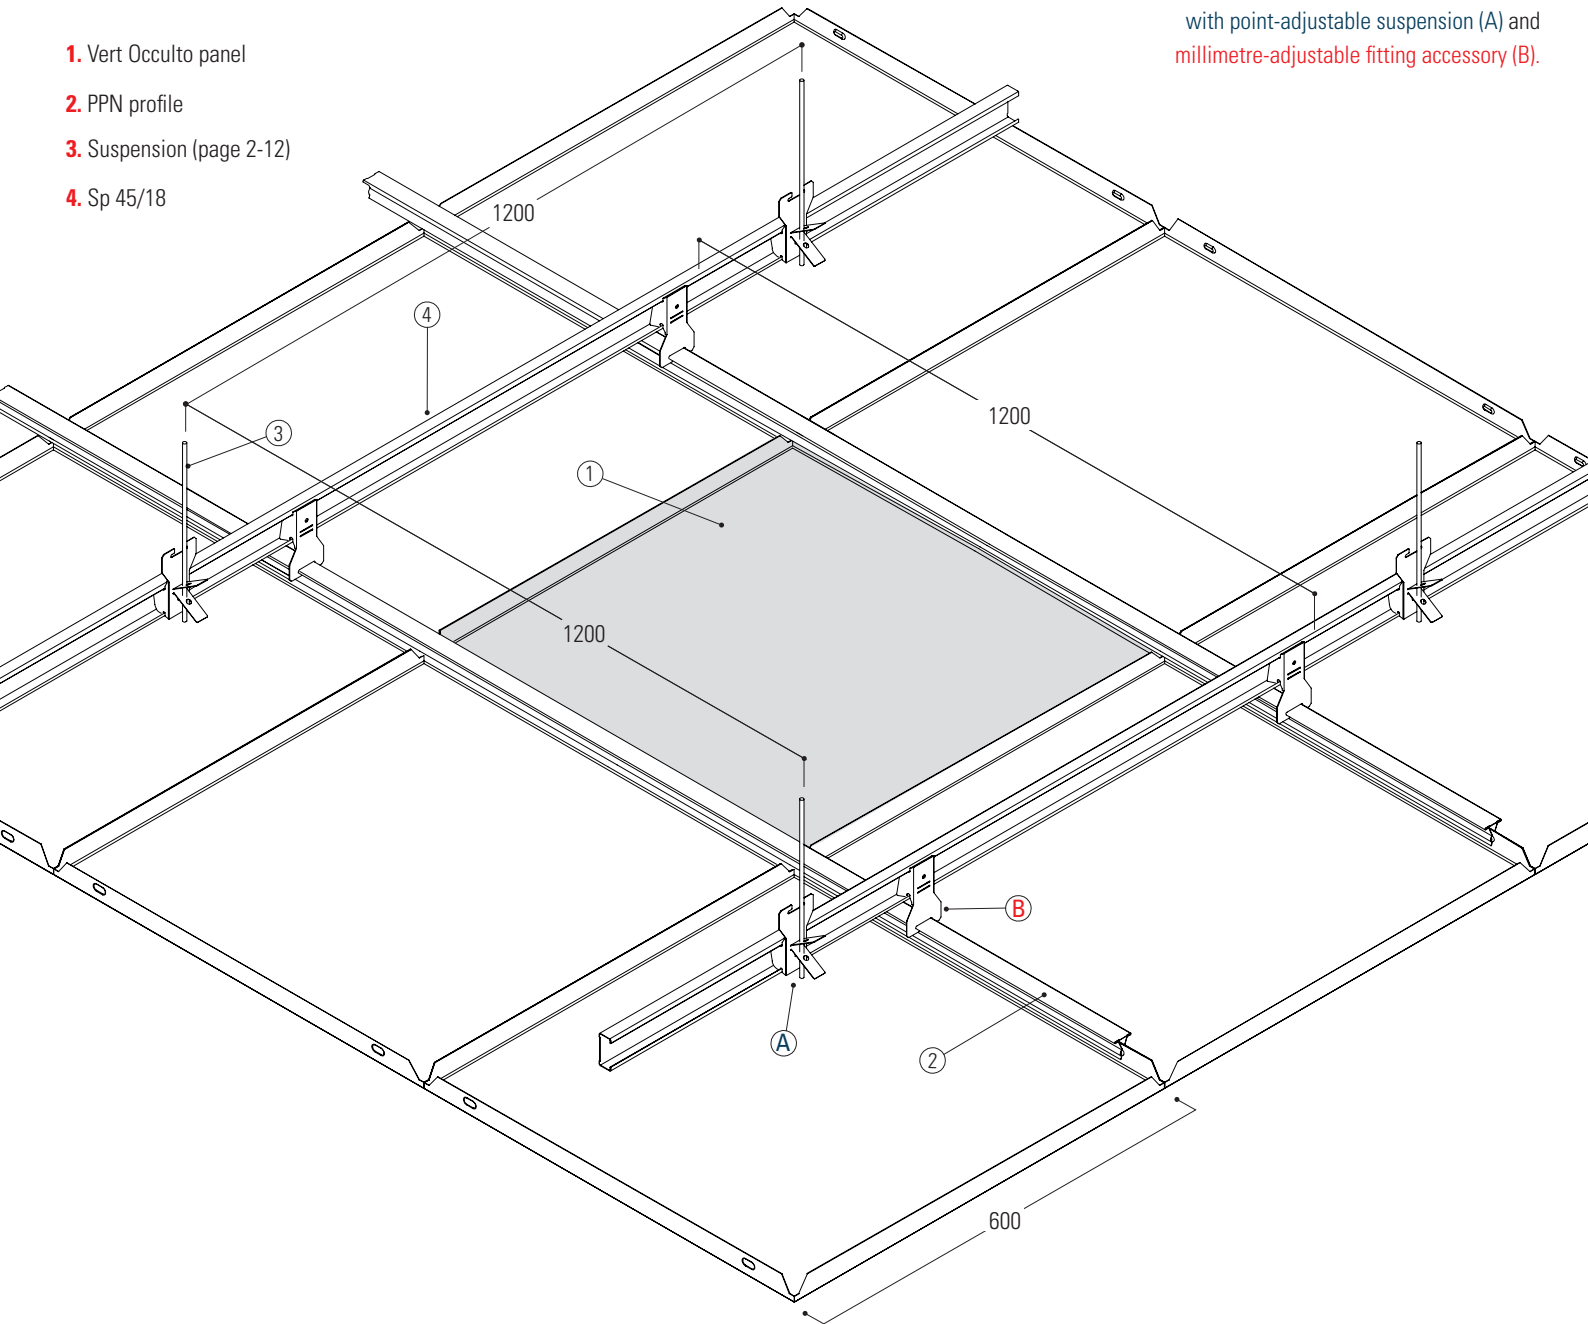 with point-adjustable suspension (A) and
millimetre-adjustable fitting accessory (B).
1. Vert Occulto panel
2. PPN profile
3. Suspension (page 2-12)
4. Sp 45/18
1200
4
1200
3
1
1200
B
A
2
600